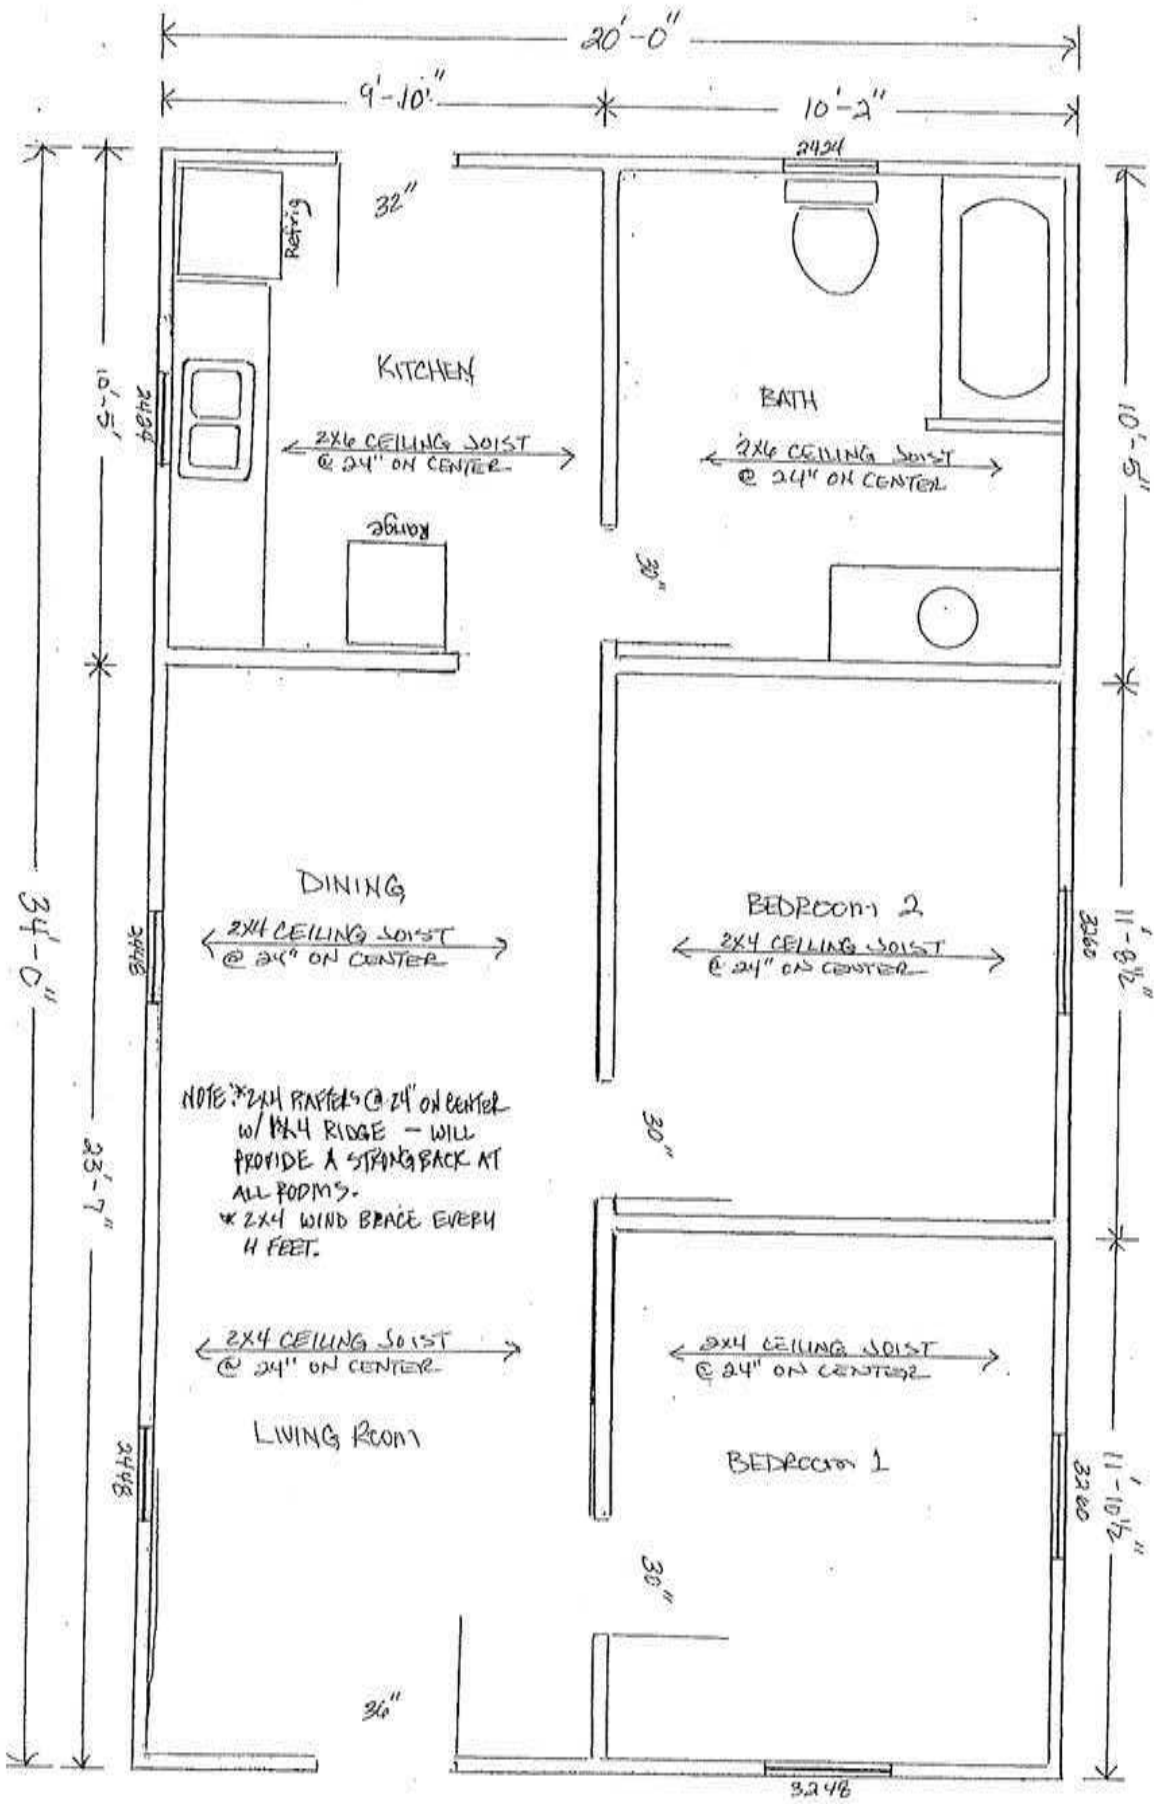 20'-0"
9'-10"
10'-2"
2424
32"
Refrig
KITCHEN
BATH
2X6 CEILING JOIST
@ 24" ON CENTER
2X6 CEILING JOIST
@ 24" ON CENTER
10'-5'
2424
10'-5"
Range
30"
34'-0"
DINING
2X4 CEILING JOIST
@ 24" ON CENTER
2448
BEDROOM 2
2X4 CEILING JOIST
@ 24" ON CENTER
3260
11'-8½"
NOTE: *2X4 RAFTERS @ 24" ON CENTER
W/ 1X4 RIDGE - WILL
PROVIDE A STRONGBACK AT
ALL ROOMS.
* 2X4 WIND BRACE EVERY
4 FEET.
30"
23'-7"
2X4 CEILING JOIST
@ 24" ON CENTER
LIVING ROOM
2448
2X4 CEILING JOIST
@ 24" ON CENTER
BEDROOM 1
3260
11'-10½"
30"
36"
3248